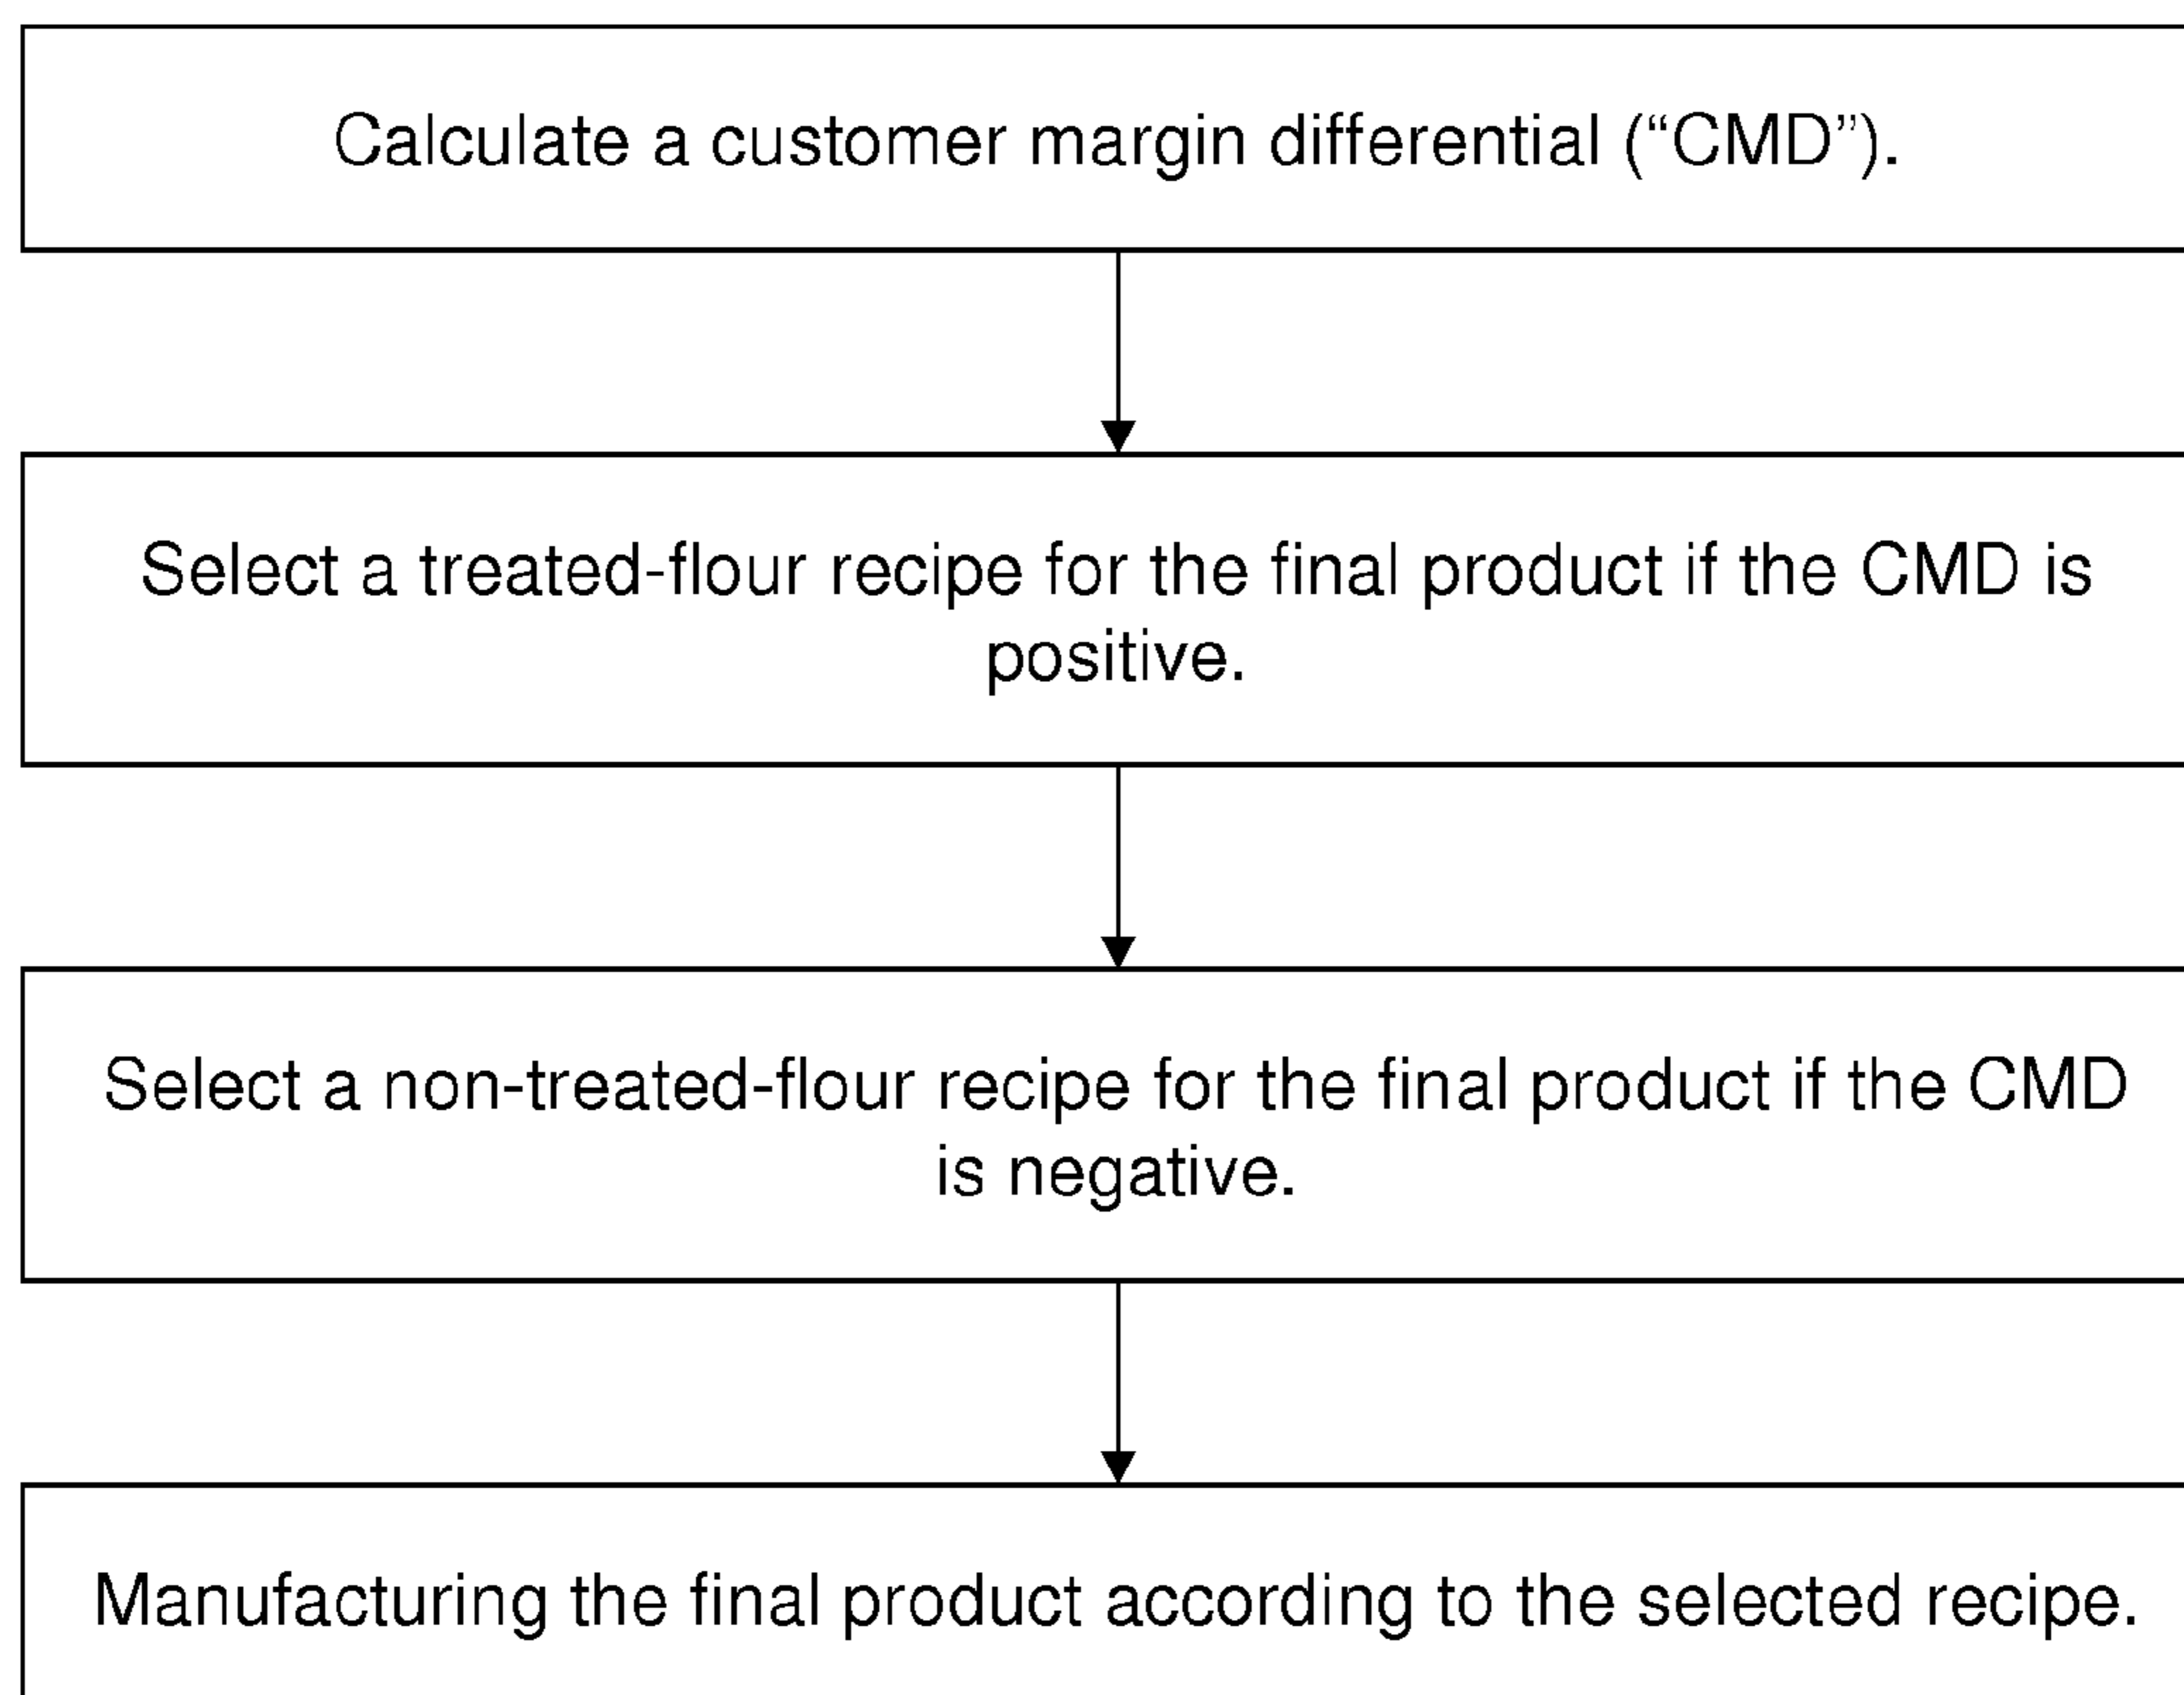 Calculate a customer margin differential (“CMD”).
Select a treated-flour recipe for the final product if the CMD is
positive.
Select a non-treated-flour recipe for the final product if the CMD
is negative.
Manufacturing the final product according to the selected recipe.